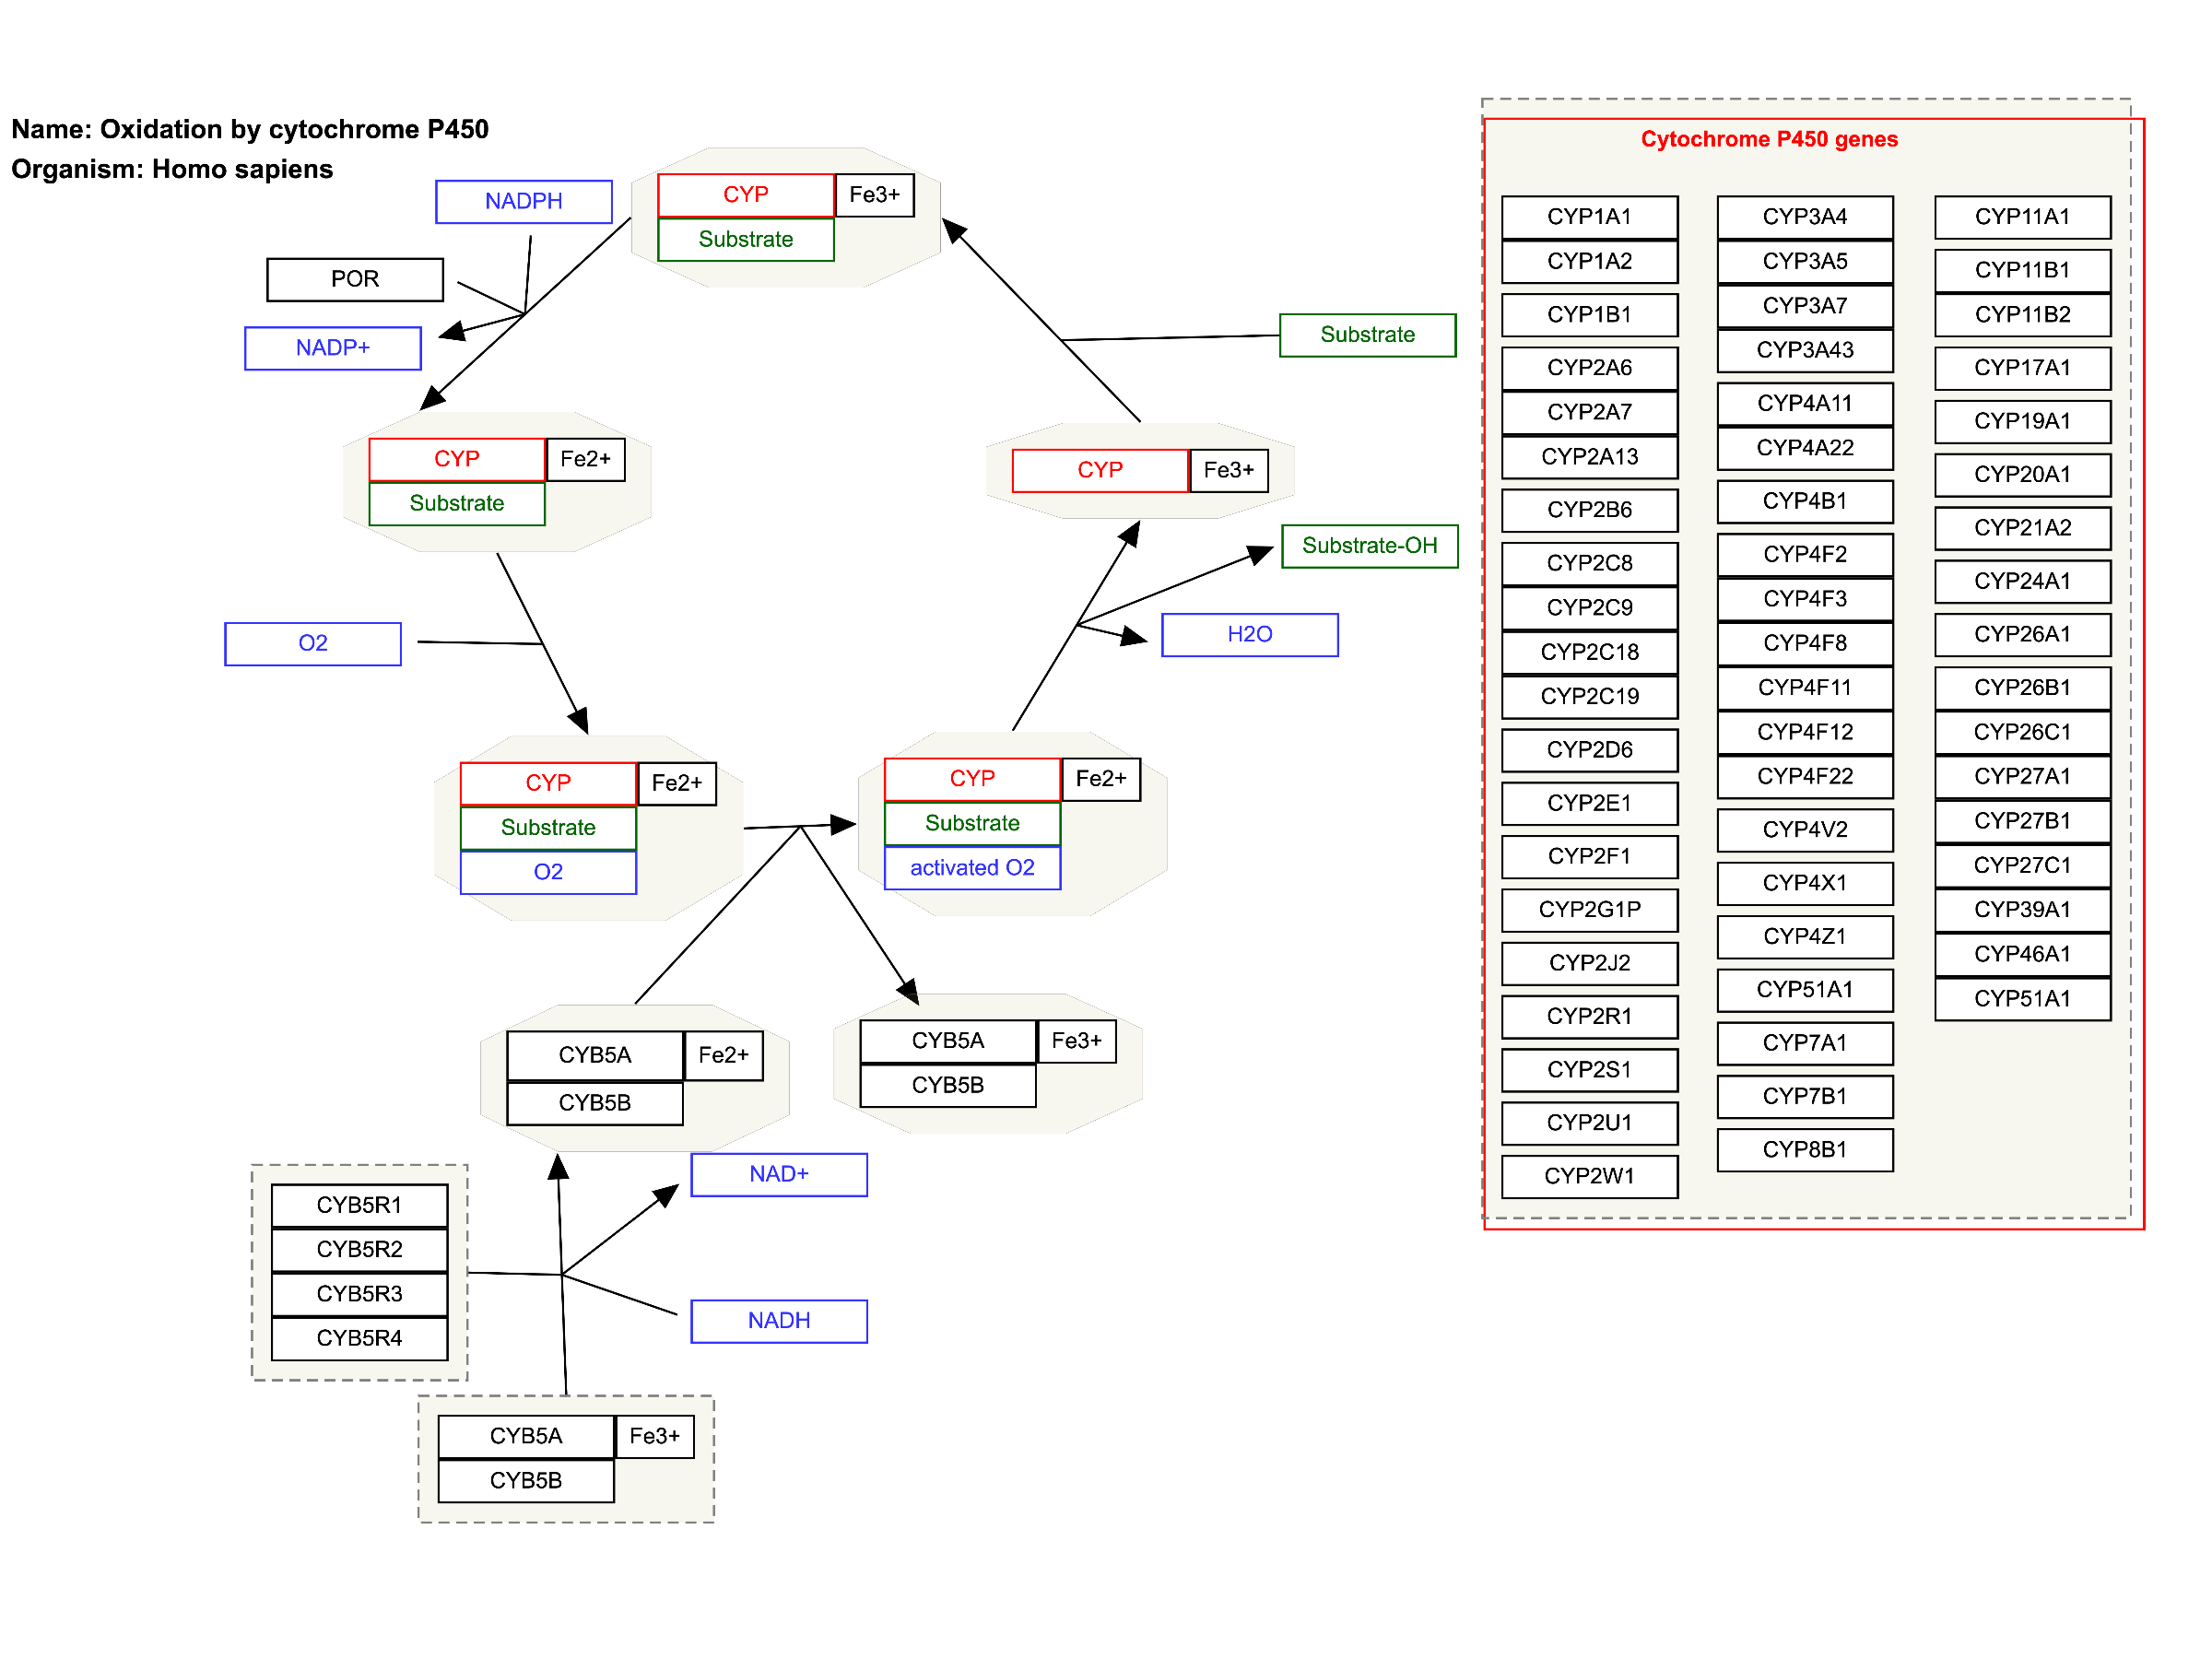 Name: Oxidation by cytochrome P450
Organism: Homo sapiens
NADPH
POR
NADP+
CYP
Fe3+
Substrate
CYP
Fe2+
Substrate
O2
CYP
Fe2+
Substrate
O2
CYP
Fe2+
Substrate
activated O2
CYP
Fe3+
Substrate
Substrate-OH
H2O
CYB5A
Fe2+
CYB5B
CYB5A
Fe3+
CYB5B
NAD+
NADH
CYB5R1
CYB5R2
CYB5R3
CYB5R4
CYB5A
Fe3+
CYB5B
Cytochrome P450 genes
CYP1A1
CYP1A2
CYP1B1
CYP2A6
CYP2A7
CYP2A13
CYP2B6
CYP2C8
CYP2C9
CYP2C18
CYP2C19
CYP2D6
CYP2E1
CYP2F1
CYP2G1P
CYP2J2
CYP2R1
CYP2S1
CYP2U1
CYP2W1
CYP3A4
CYP3A5
CYP3A7
CYP3A43
CYP4A11
CYP4A22
CYP4B1
CYP4F2
CYP4F3
CYP4F8
CYP4F11
CYP4F12
CYP4F22
CYP4V2
CYP4X1
CYP4Z1
CYP51A1
CYP7A1
CYP7B1
CYP8B1
CYP11A1
CYP11B1
CYP11B2
CYP17A1
CYP19A1
CYP20A1
CYP21A2
CYP24A1
CYP26A1
CYP26B1
CYP26C1
CYP27A1
CYP27B1
CYP27C1
CYP39A1
CYP46A1
CYP51A1